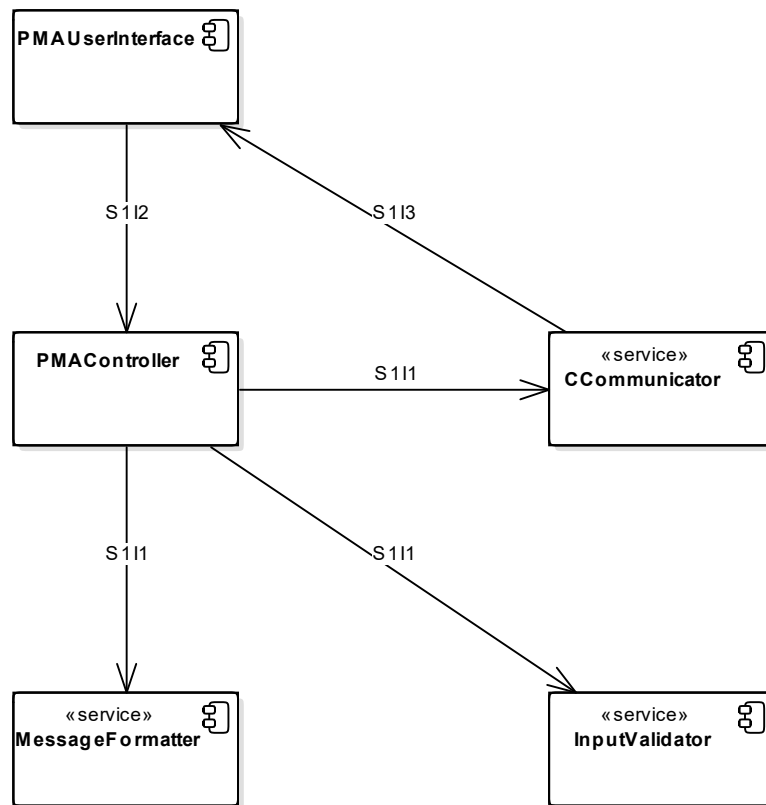 PMAUserInterface
S1I2
S1I3
PMAController
S1I1
«service»
CCommunicator
S1I1
S1I1
«service»
MessageFormatter
«service»
InputValidator